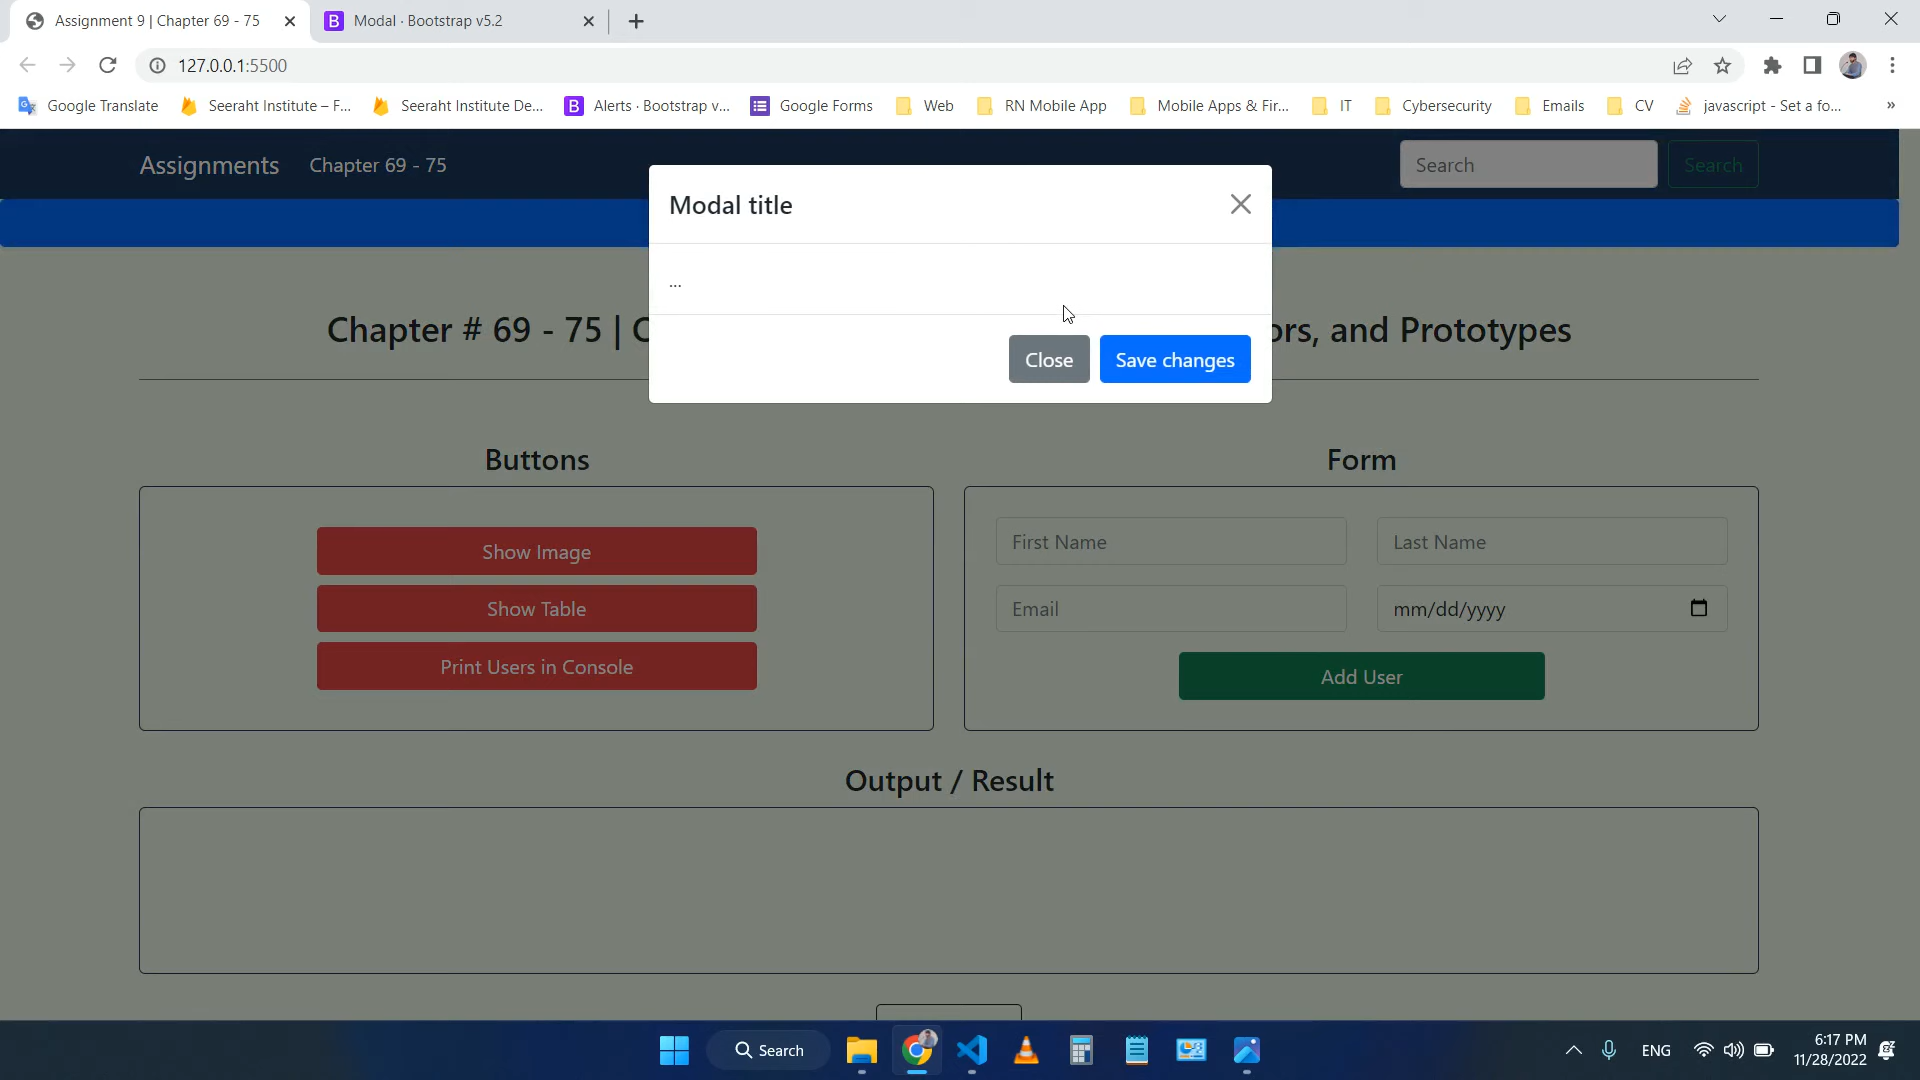 Assignment 9 | Chapter 69 - 75
Modal · Bootstrap v5.2
127.0.0.1:5500
Google Translate
Seeraht Institute – F...
Seeraht Institute De...
Alerts · Bootstrap v...
Google Forms
Web
RN Mobile App
Mobile Apps & Fir...
IT
Cybersecurity
Emails
CV
javascript - Set a fo...
»
Assignments
Chapter 69 - 75
Search
Search
Modal title
...
Close
Save changes
Chapter # 69 - 75 | C
ors, and Prototypes
Buttons
Form
Show Image
Show Table
Print Users in Console
First Name
Last Name
Email
mm/dd/yyyy
Add User
Output / Result
Search
ENG
6:17 PM
11/28/2022